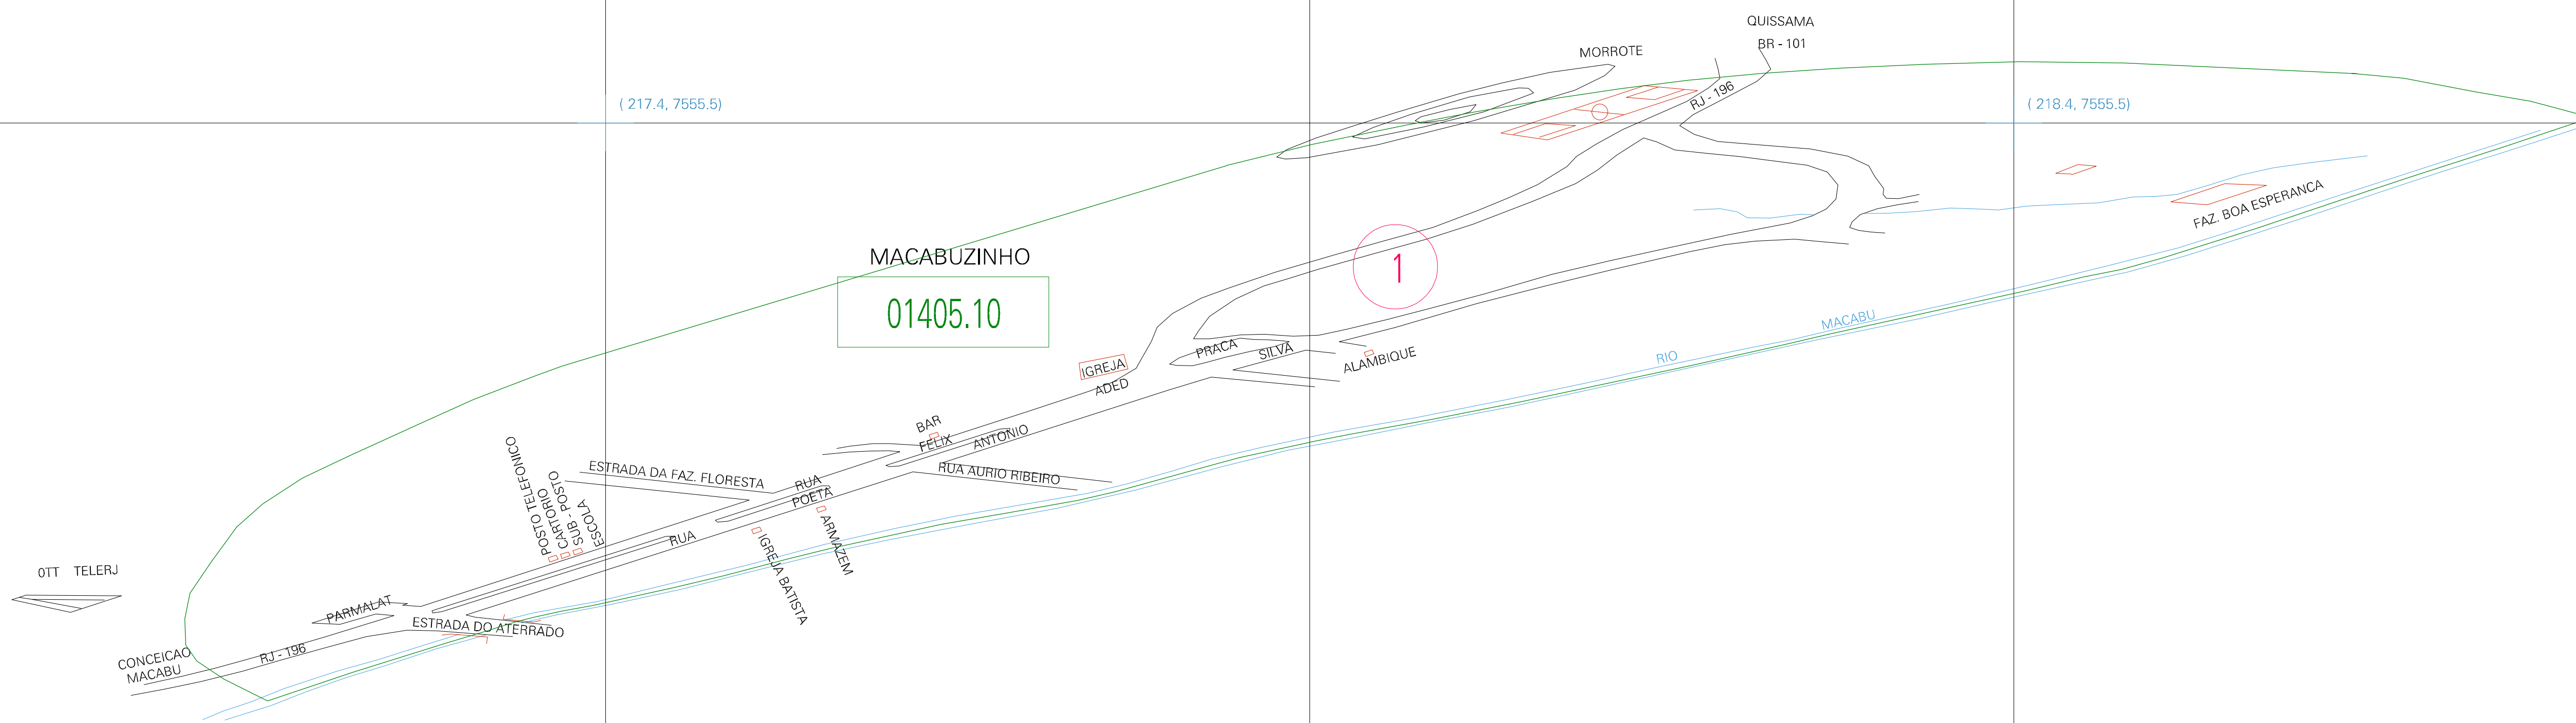 QUISSAMA
BR - 101
MORROTE
RJ - 196
( 217.4, 7555.5)
( 218.4, 7555.5)
FAZ. BOA ESPERANCA
MACABUZINHO
01405.10
1
RIO MACABU
PRACA
SILVA
ALAMBIQUE
IGREJA
ADED
BAR
FELIX
ANTONIO
ESTRADA DA FAZ. FLORESTA
RUA AURIO RIBEIRO
RUA
POETA
POSTO TELEFONICO
CARTORIO
SUB - POSTO
ESCOLA
RUA
ARMAZEM
IGREJA BATISTA
0TT TELERJ
PARMALAT
ESTRADA DO ATERRADO
RJ - 196
CONCEICAO
MACABU